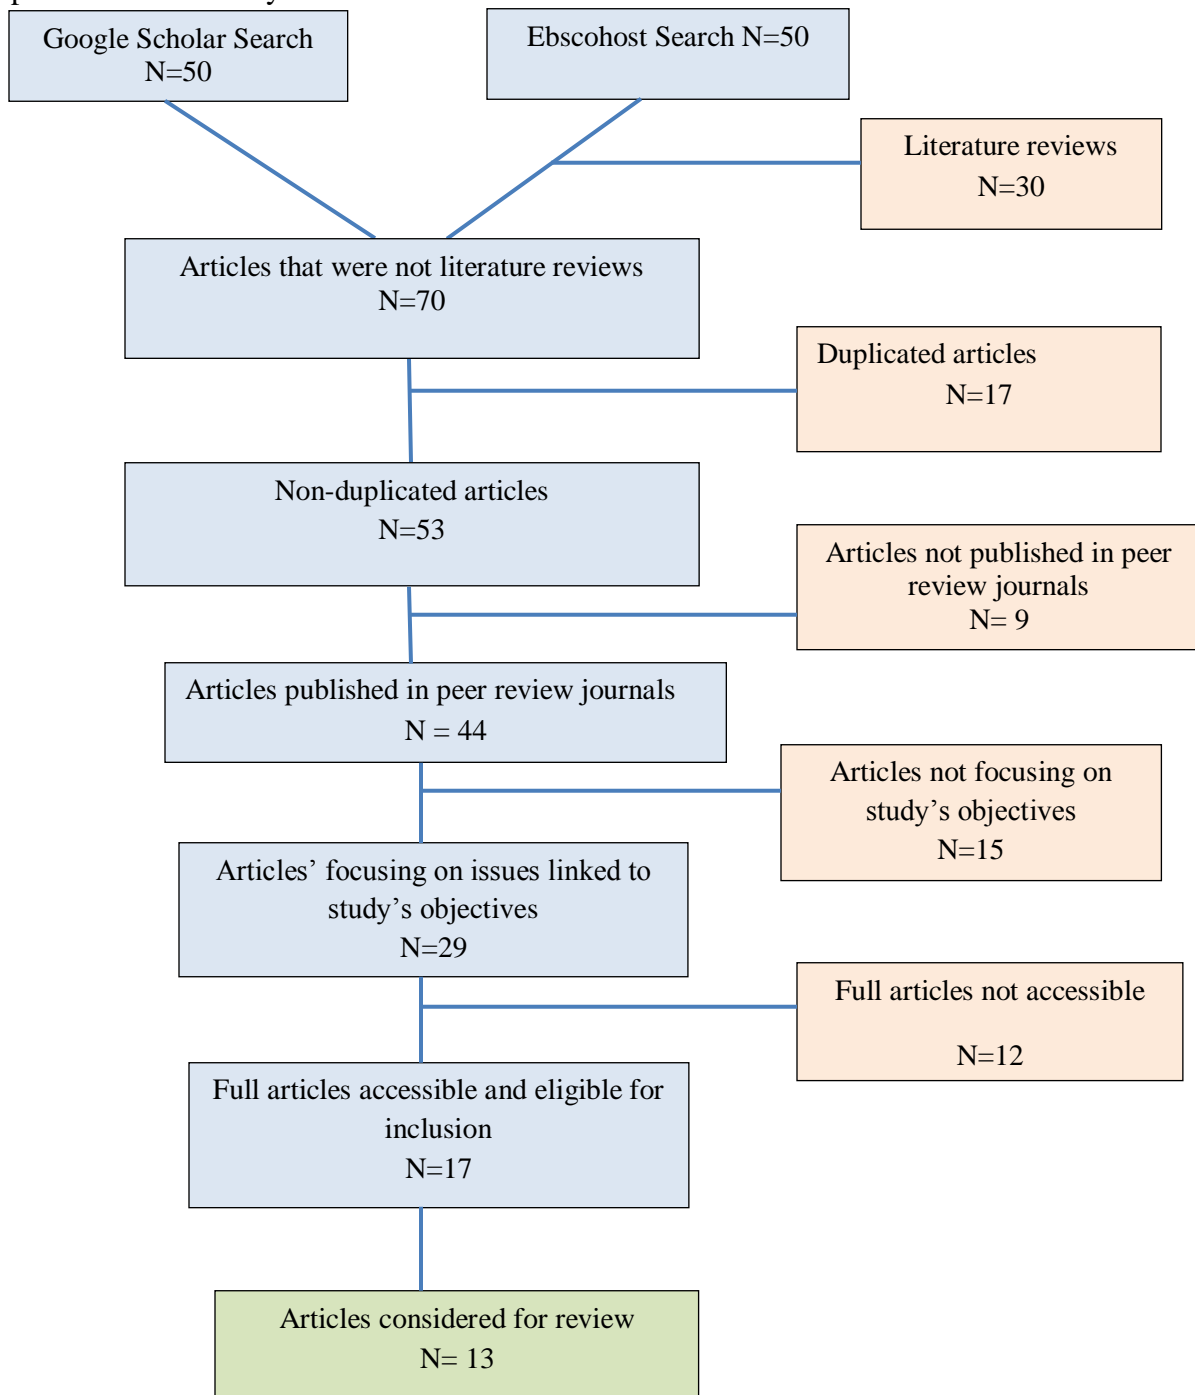 Google Scholar Search
N=50
Ebscohost Search N=50
Literature reviews
N=30
Articles that were not literature reviews
N=70
Duplicated articles
N=17
Non-duplicated articles
N=53
Articles not published in peer
review journals
N= 9
Articles published in peer review journals
N = 44
Articles not focusing on
study’s objectives
N=15
Articles’ focusing on issues linked to
study’s objectives
N=29
Full articles not accessible
N=12
Full articles accessible and eligible for
inclusion
N=17
Articles considered for review
N= 13